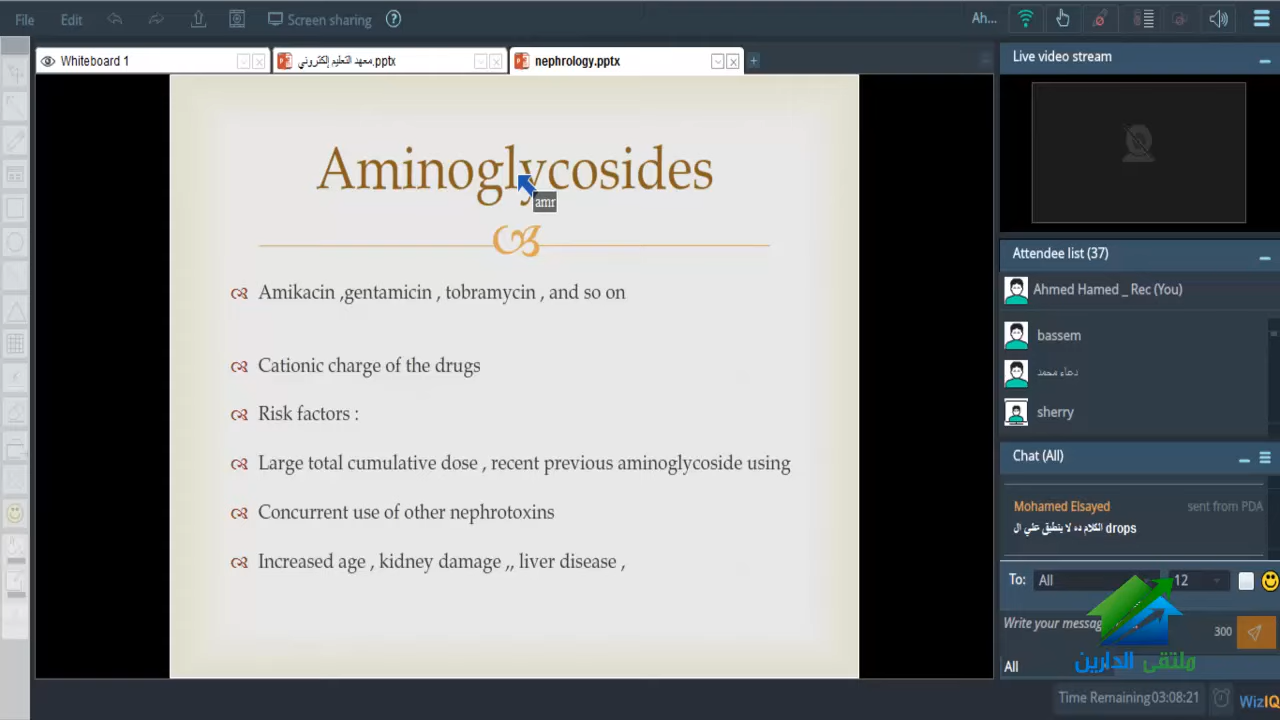 File Edit Screen sharing ? Ah...
Whiteboard 1
معهد التعليم إلكتروني.pptx
nephrology.pptx
Aminoglycosides
amr
Amikacin ,gentamicin , tobramycin , and so on
Cationic charge of the drugs
Risk factors :
Large total cumulative dose , recent previous aminoglycoside using
Concurrent use of other nephrotoxins
Increased age , kidney damage ,, liver disease ,
Live video stream
Attendee list (37)
Ahmed Hamed _ Rec (You)
bassem
دعاء محمد
sherry
Chat (All)
Mohamed Elsayed sent from PDA
الكلام ده لا ينطبق علي ال drops
To: All 12
Write your messag
300
ملتقى الدارين
All
Time Remaining03:08:21
WizIQ